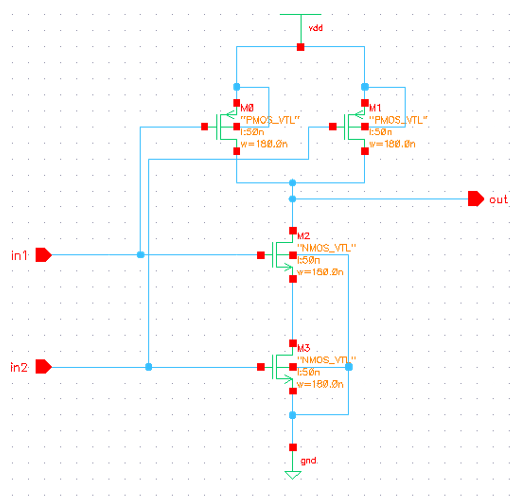 vdd
M0
"PMOS_VTL"
l:50n
w=180.0n
M1
"PMOS_VTL"
l:50n
w=180.0n
out
M2
"NMOS_VTL"
l:50n
w=180.0n
in1
M3
"NMOS_VTL"
l:50n
w=180.0n
in2
gnd